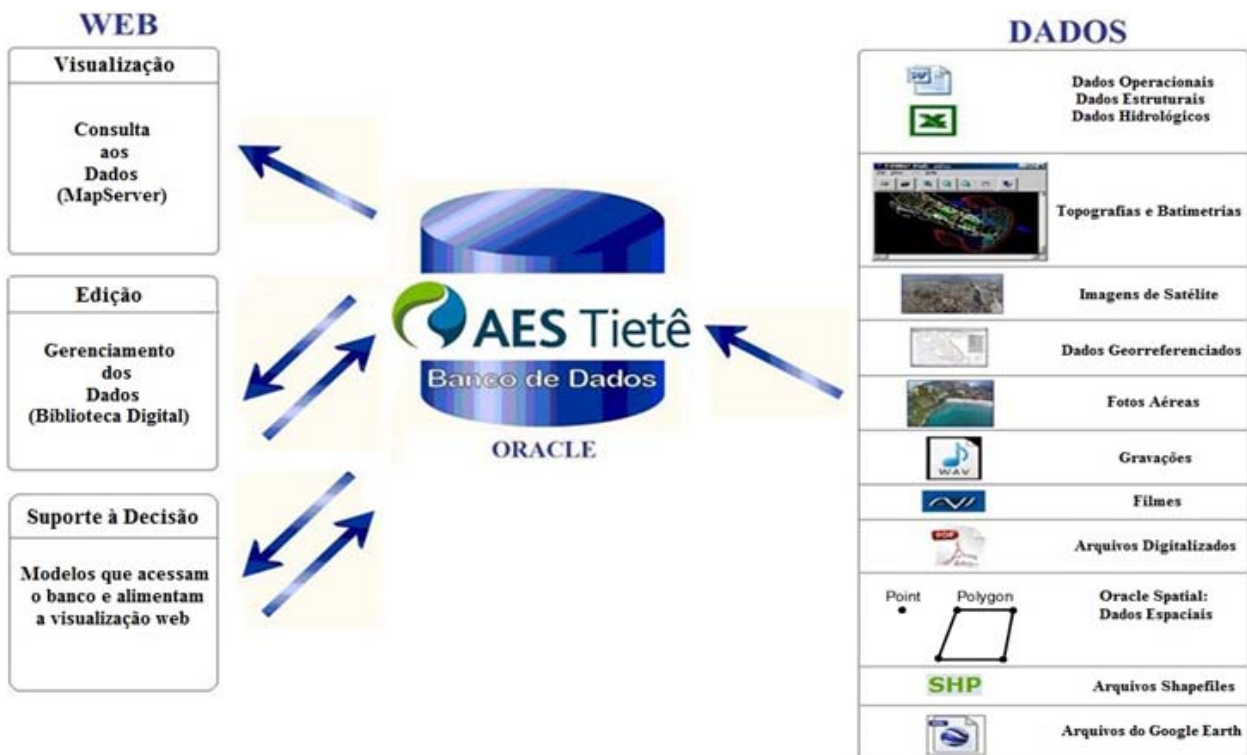 WEB
Visualização
Consulta
aos
Dados
(MapServer)
Edição
Gerenciamento
dos
Dados
(Biblioteca Digital)
Suporte à Decisão
Modelos que acessam
o banco e alimentam
a visualização web
AES Tietê
Banco de Dados
ORACLE
DADOS
Dados Operacionais
Dados Estruturais
Dados Hidrológicos
Topografias e Batimetrias
Imagens de Satélite
Dados Georreferenciados
Fotos Aéreas
WAV
Gravações
Filmes
Arquivos Digitalizados
Point
Polygon
Oracle Spatial:
Dados Espaciais
SHP
Arquivos Shapefiles
Arquivos do Google Earth